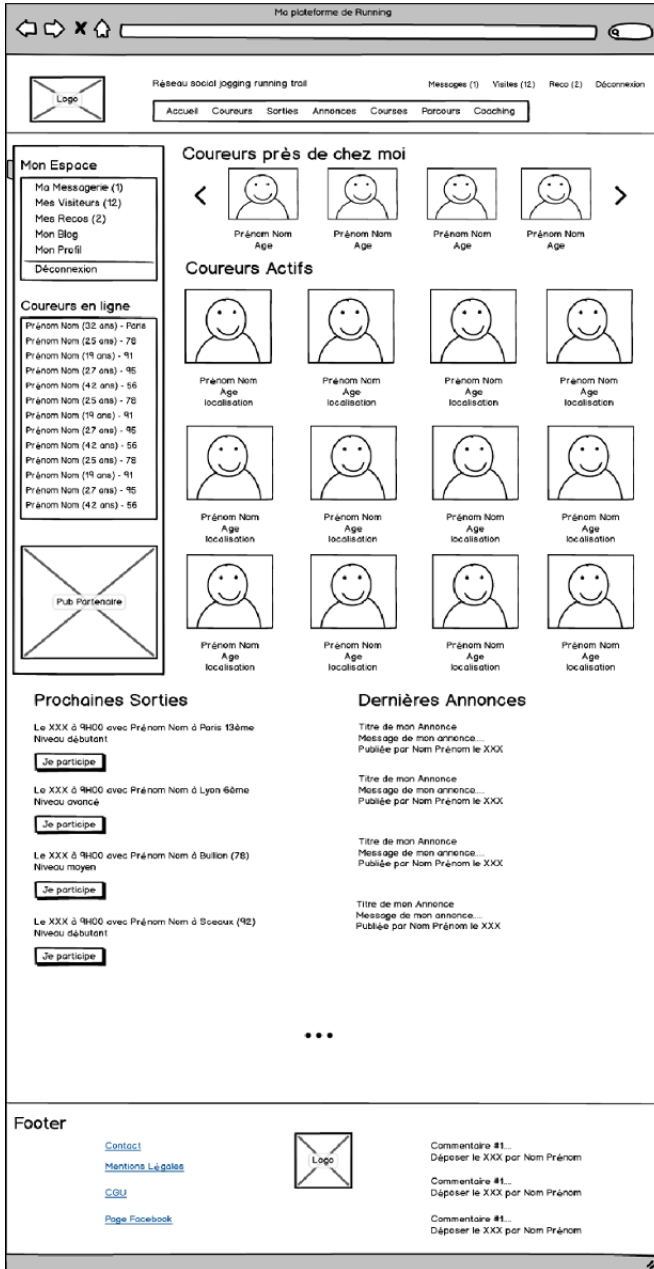 Ma plateforme de Running
Logo
Réseau social jogging running trail
Messages (1) Visites (12) Reco (2) Déconnexion
Accueil Coureurs Sorties Annonces Courses Parcours Coaching
Mon Espace
Ma Messagerie (1)
Mes Visiteurs (12)
Mes Recos (2)
Mon Blog
Mon Profil
Déconnexion
Coureurs en ligne
Prénom Nom (32 ans) - Paris
Prénom Nom (25 ans) - 78
Prénom Nom (19 ans) - 91
Prénom Nom (27 ans) - 95
Prénom Nom (42 ans) - 56
Prénom Nom (25 ans) - 78
Prénom Nom (19 ans) - 91
Prénom Nom (27 ans) - 95
Prénom Nom (42 ans) - 56
Prénom Nom (25 ans) - 78
Prénom Nom (19 ans) - 91
Prénom Nom (27 ans) - 95
Prénom Nom (42 ans) - 56
Pub Partenaire
Coureurs près de chez moi
Prénom Nom Prénom Nom Prénom Nom Prénom Nom
Age Age Age Age
Coureurs Actifs
Prénom Nom Prénom Nom Prénom Nom Prénom Nom
Age Age Age Age
localisation localisation localisation localisation
Prénom Nom Prénom Nom Prénom Nom Prénom Nom
Age Age Age Age
localisation localisation localisation localisation
Prénom Nom Prénom Nom Prénom Nom Prénom Nom
Age Age Age Age
localisation localisation localisation localisation
Prochaines Sorties
Le XXX à 9H00 avec Prénom Nom à Paris 13ème
Niveau débutant
Je participe
Le XXX à 9H00 avec Prénom Nom à Lyon 6ème
Niveau avancé
Je participe
Le XXX à 9H00 avec Prénom Nom à Bullion (78)
Niveau moyen
Je participe
Le XXX à 9H00 avec Prénom Nom à Sceaux (92)
Niveau débutant
Je participe
Dernières Annonces
Titre de mon Annonce
Message de mon annonce....
Publiée par Nom Prénom le XXX
Titre de mon Annonce
Message de mon annonce....
Publiée par Nom Prénom le XXX
Titre de mon Annonce
Message de mon annonce....
Publiée par Nom Prénom le XXX
Titre de mon Annonce
Message de mon annonce....
Publiée par Nom Prénom le XXX
...
Footer
Contact
Mentions Légales
CGU
Page Facebook
Logo
Commentaire #1...
Déposer le XXX par Nom Prénom
Commentaire #1...
Déposer le XXX par Nom Prénom
Commentaire #1...
Déposer le XXX par Nom Prénom